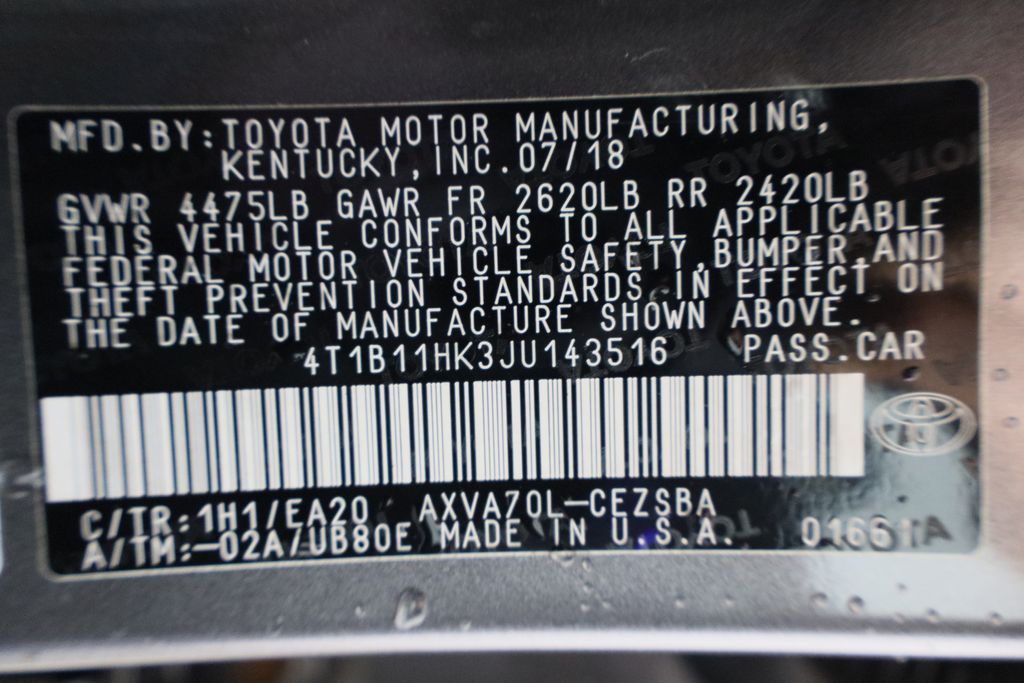 MFD.BY:TOYOTA MOTOR MANUFACTURING,
KENTUCKY,INC.07/18
GVWR 4475LB GAWR FR 2620LB RR 2420LB
THIS VEHICLE CONFORMS TO ALL APPLICABLE
FEDERAL MOTOR VEHICLE SAFETY,BUMPER,AND
THEFT PREVENTION STANDARDS IN EFFECT ON
THE DATE OF MANUFACTURE SHOWN ABOVE.
4T1B11HK3JU143516 PASS.CAR
C/TR:1H1/EA20 AXVA70L-CEZSBA
A/TM:-02A/UB80E MADE IN U.S.A. 01661A